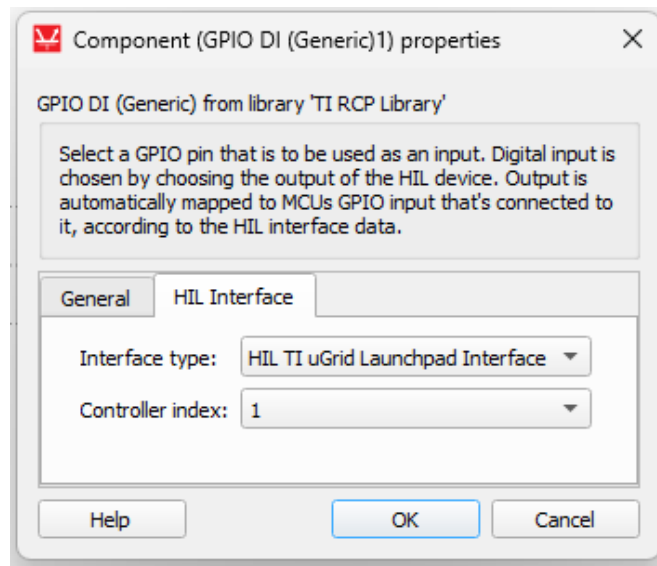 Component (GPIO DI (Generic)1) properties
GPIO DI (Generic) from library 'TI RCP Library'
Select a GPIO pin that is to be used as an input. Digital input is
chosen by choosing the output of the HIL device. Output is
automatically mapped to MCUs GPIO input that's connected to
it, according to the HIL interface data.
General HIL Interface
Interface type: HIL TI uGrid Launchpad Interface
Controller index: 1
Help OK Cancel